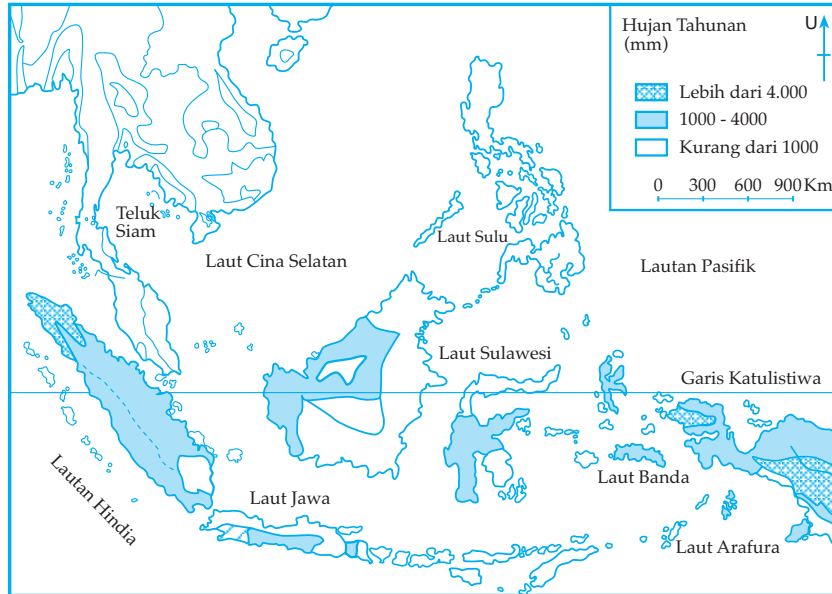 Hujan Tahunan
(mm)
U
Lebih dari 4.000
1000 - 4000
Kurang dari 1000
0 300 600 900 Km
Teluk
Siam
Laut Cina Selatan
Laut Sulu
Lautan Pasifik
Laut Sulawesi
Garis Katulistiwa
Lautan Hindia
Laut Jawa
Laut Banda
Laut Arafura